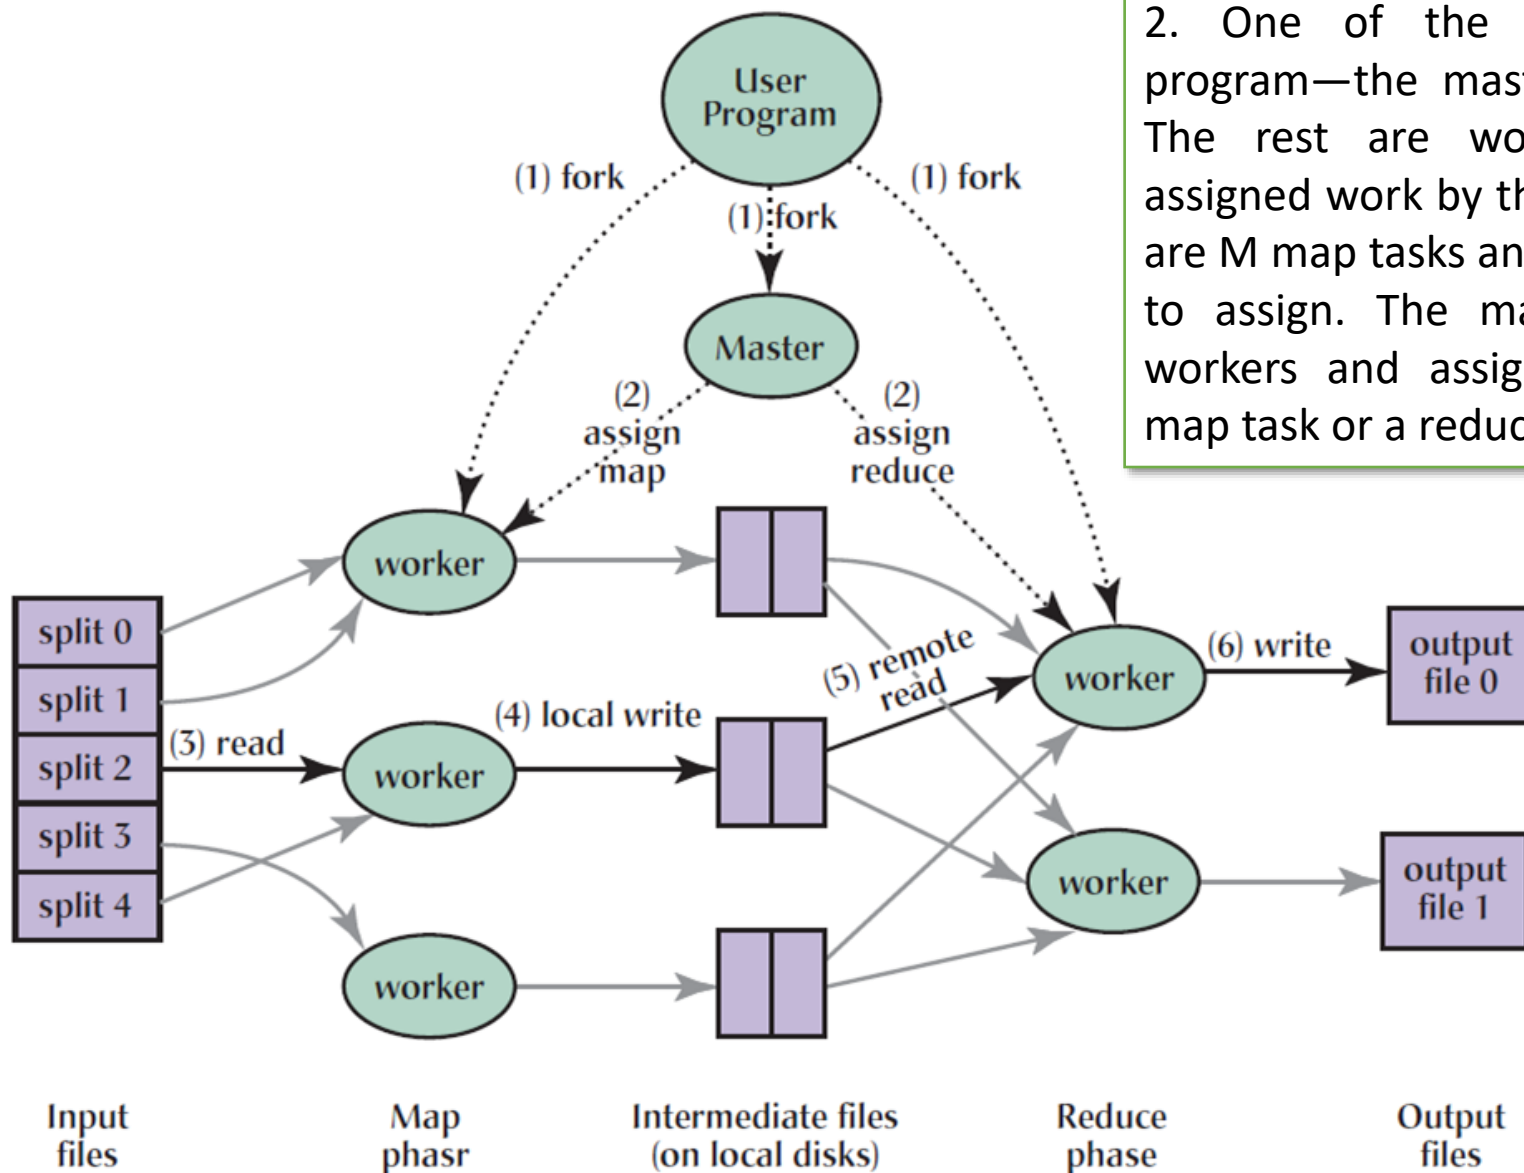 User
Program
2. One of the
program—the mast
The rest are wo
assigned work by th
are M map tasks an
to assign. The ma
workers and assig
map task or a reduc
(1) fork
(1) fork
(1) fork
Master
(2)
assign
map
(2)
assign
reduce
worker
split 0
split 1
split 2
split 3
split 4
(3) read
worker
(4) local write
(5) remote
read
worker
(6) write
output
file 0
worker
output
file 1
worker
Input
files
Map
phasr
Intermediate files
(on local disks)
Reduce
phase
Output
files